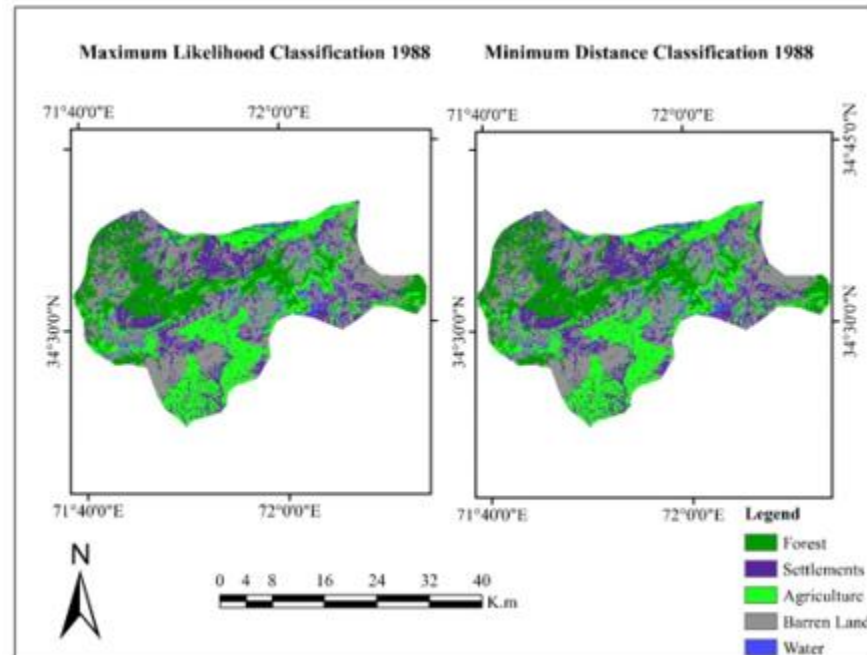 Maximum Likelihood Classification 1988
Minimum Distance Classification 1988
71°40'0"E 72°0'0"E
71°40'0"E 72°0'0"E
34°45'0"N
34°30'0"N
34°30'0"N
34°30'0"N
71°40'0"E 72°0'0"E
71°40'0"E 72°0'0"E
Legend
Forest
Settlements
Agriculture
Barren Land
Water
N
0 4 8 16 24 32 40
K.m